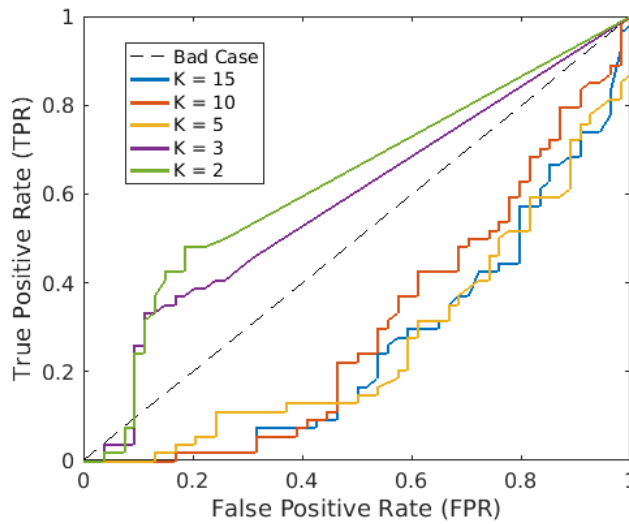 1
0.8
0.6
0.4
0.2
0
True Positive Rate (TPR)
Bad Case
K = 15
K = 10
K = 5
K = 3
K = 2
0 0.2 0.4 0.6 0.8 1
False Positive Rate (FPR)